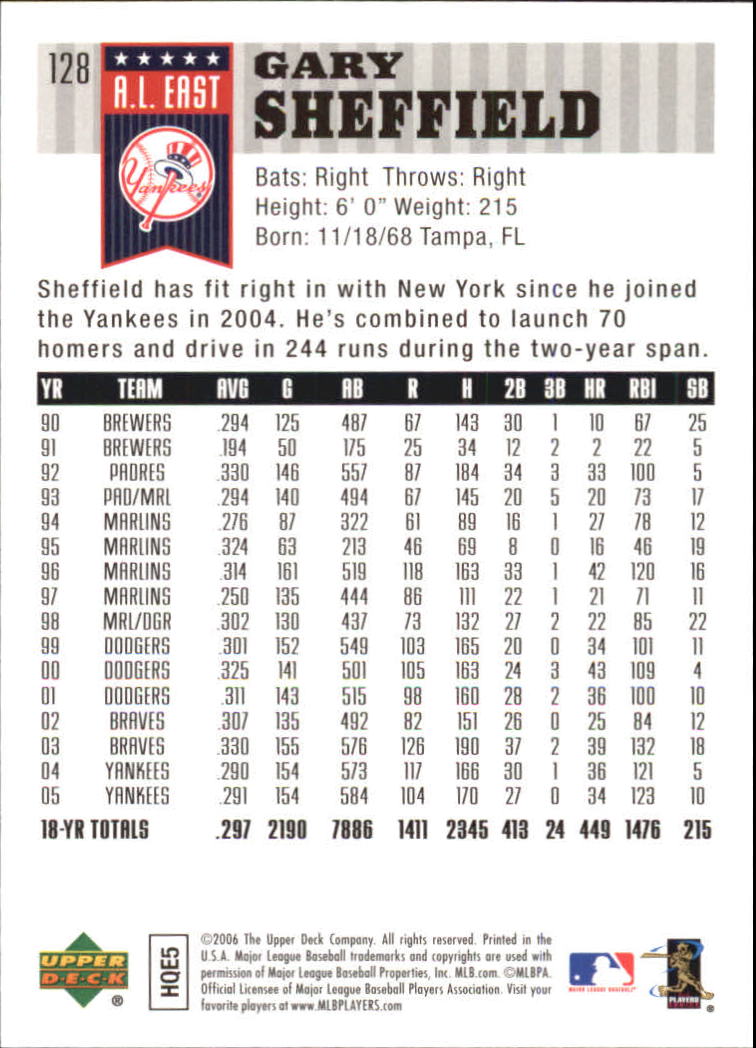 128
A.L. EAST
GARY
SHEFFIELD
Yankees
Bats: Right Throws: Right
Height: 6' 0" Weight: 215
Born: 11/18/68 Tampa, FL
Sheffield has fit right in with New York since he joined
the Yankees in 2004. He's combined to launch 70
homers and drive in 244 runs during the two-year span.
YR TEAM AVG G AB R H 2B 3B HR RBI SB
90 BREWERS .294 125 487 67 143 30 1 10 67 25
91 BREWERS .194 50 175 25 34 12 2 2 22 5
92 PADRES .330 146 557 87 184 34 3 33 100 5
93 PAD/MRL .294 140 494 67 145 20 5 20 73 17
94 MARLINS .276 87 322 61 89 16 1 27 78 12
95 MARLINS .324 63 213 46 69 8 0 16 46 19
96 MARLINS .314 161 519 118 163 33 1 42 120 16
97 MARLINS .250 135 444 86 111 22 1 21 71 11
98 MRL/DGR .302 130 437 73 132 27 2 22 85 22
99 DODGERS .301 152 549 103 165 20 0 34 101 11
00 DODGERS .325 141 501 105 163 24 3 43 109 4
01 DODGERS .311 143 515 98 160 28 2 36 100 10
02 BRAVES .307 135 492 82 151 26 0 25 84 12
03 BRAVES .330 155 576 126 190 37 2 39 132 18
04 YANKEES .290 154 573 117 166 30 1 36 121 5
05 YANKEES .291 154 584 104 170 27 0 34 123 10
18-YR TOTALS .297 2190 7886 1411 2345 413 24 449 1476 215
UPPER
DECK
®
HQE5
©2006 The Upper Deck Company. All rights reserved. Printed in the
U.S.A. Major League Baseball trademarks and copyrights are used with
permission of Major League Baseball Properties, Inc. MLB.com. ©MLBPA.
Official Licensee of Major League Baseball Players Association. Visit your
favorite players at www.MLBPLAYERS.com
MAJOR LEAGUE BASEBALL
PLAYERS
®